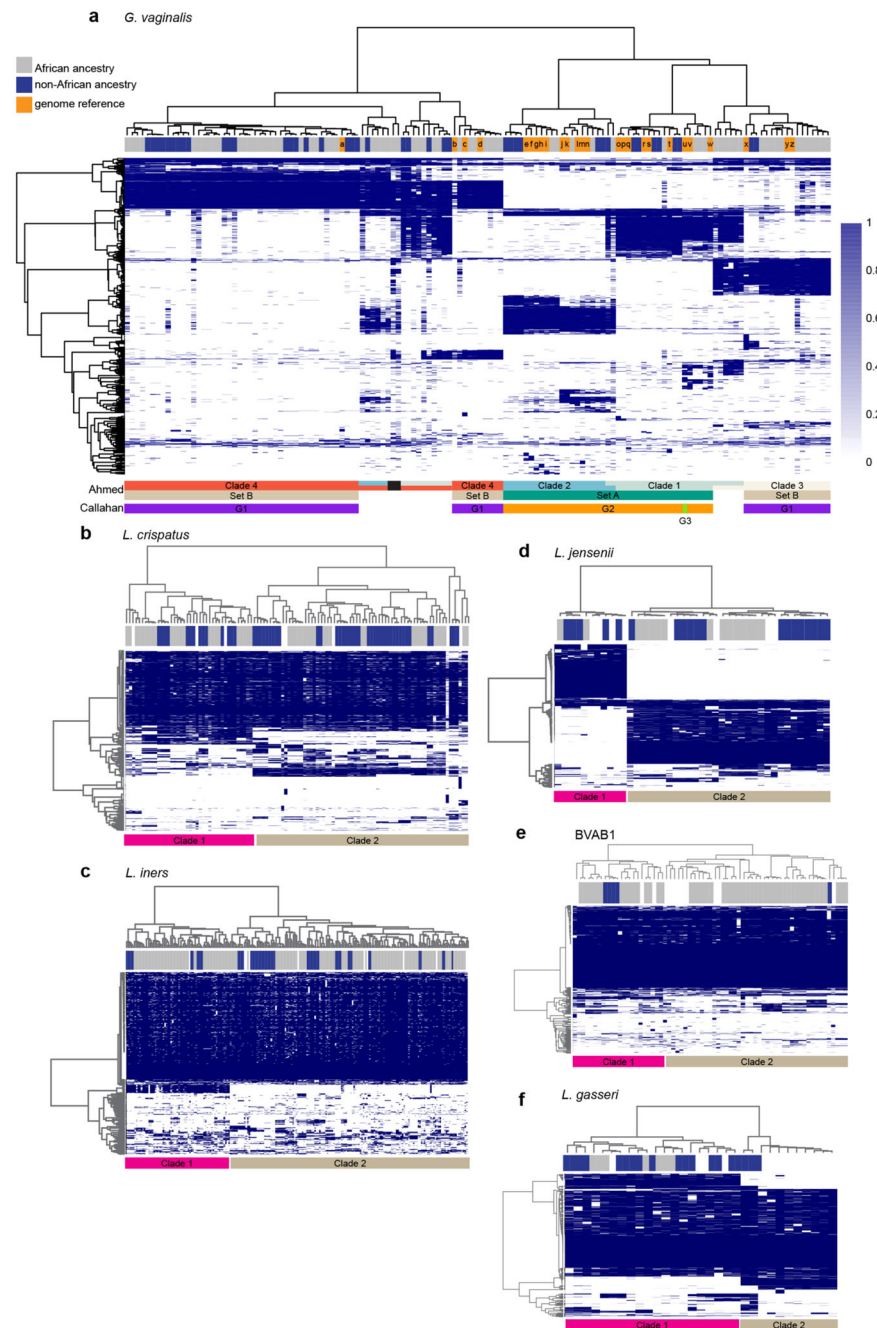 a G. vaginalis
African ancestry
non-African ancestry
genome reference
a b c d e f g h i j k l m n o p q r s t u v w x y z
1
0.8
0.6
0.4
0.2
0
Ahmed Clade 4 Clade 4 Clade 2 Clade 1 Clade 3
Set B Set B Set A Set B
Callahan G1 G1 G2 G1
G3
b L. crispatus
Clade 1 Clade 2
c L. iners
Clade 1 Clade 2
d L. jensenii
Clade 1 Clade 2
e BVAB1
Clade 1 Clade 2
f L. gasseri
Clade 1 Clade 2